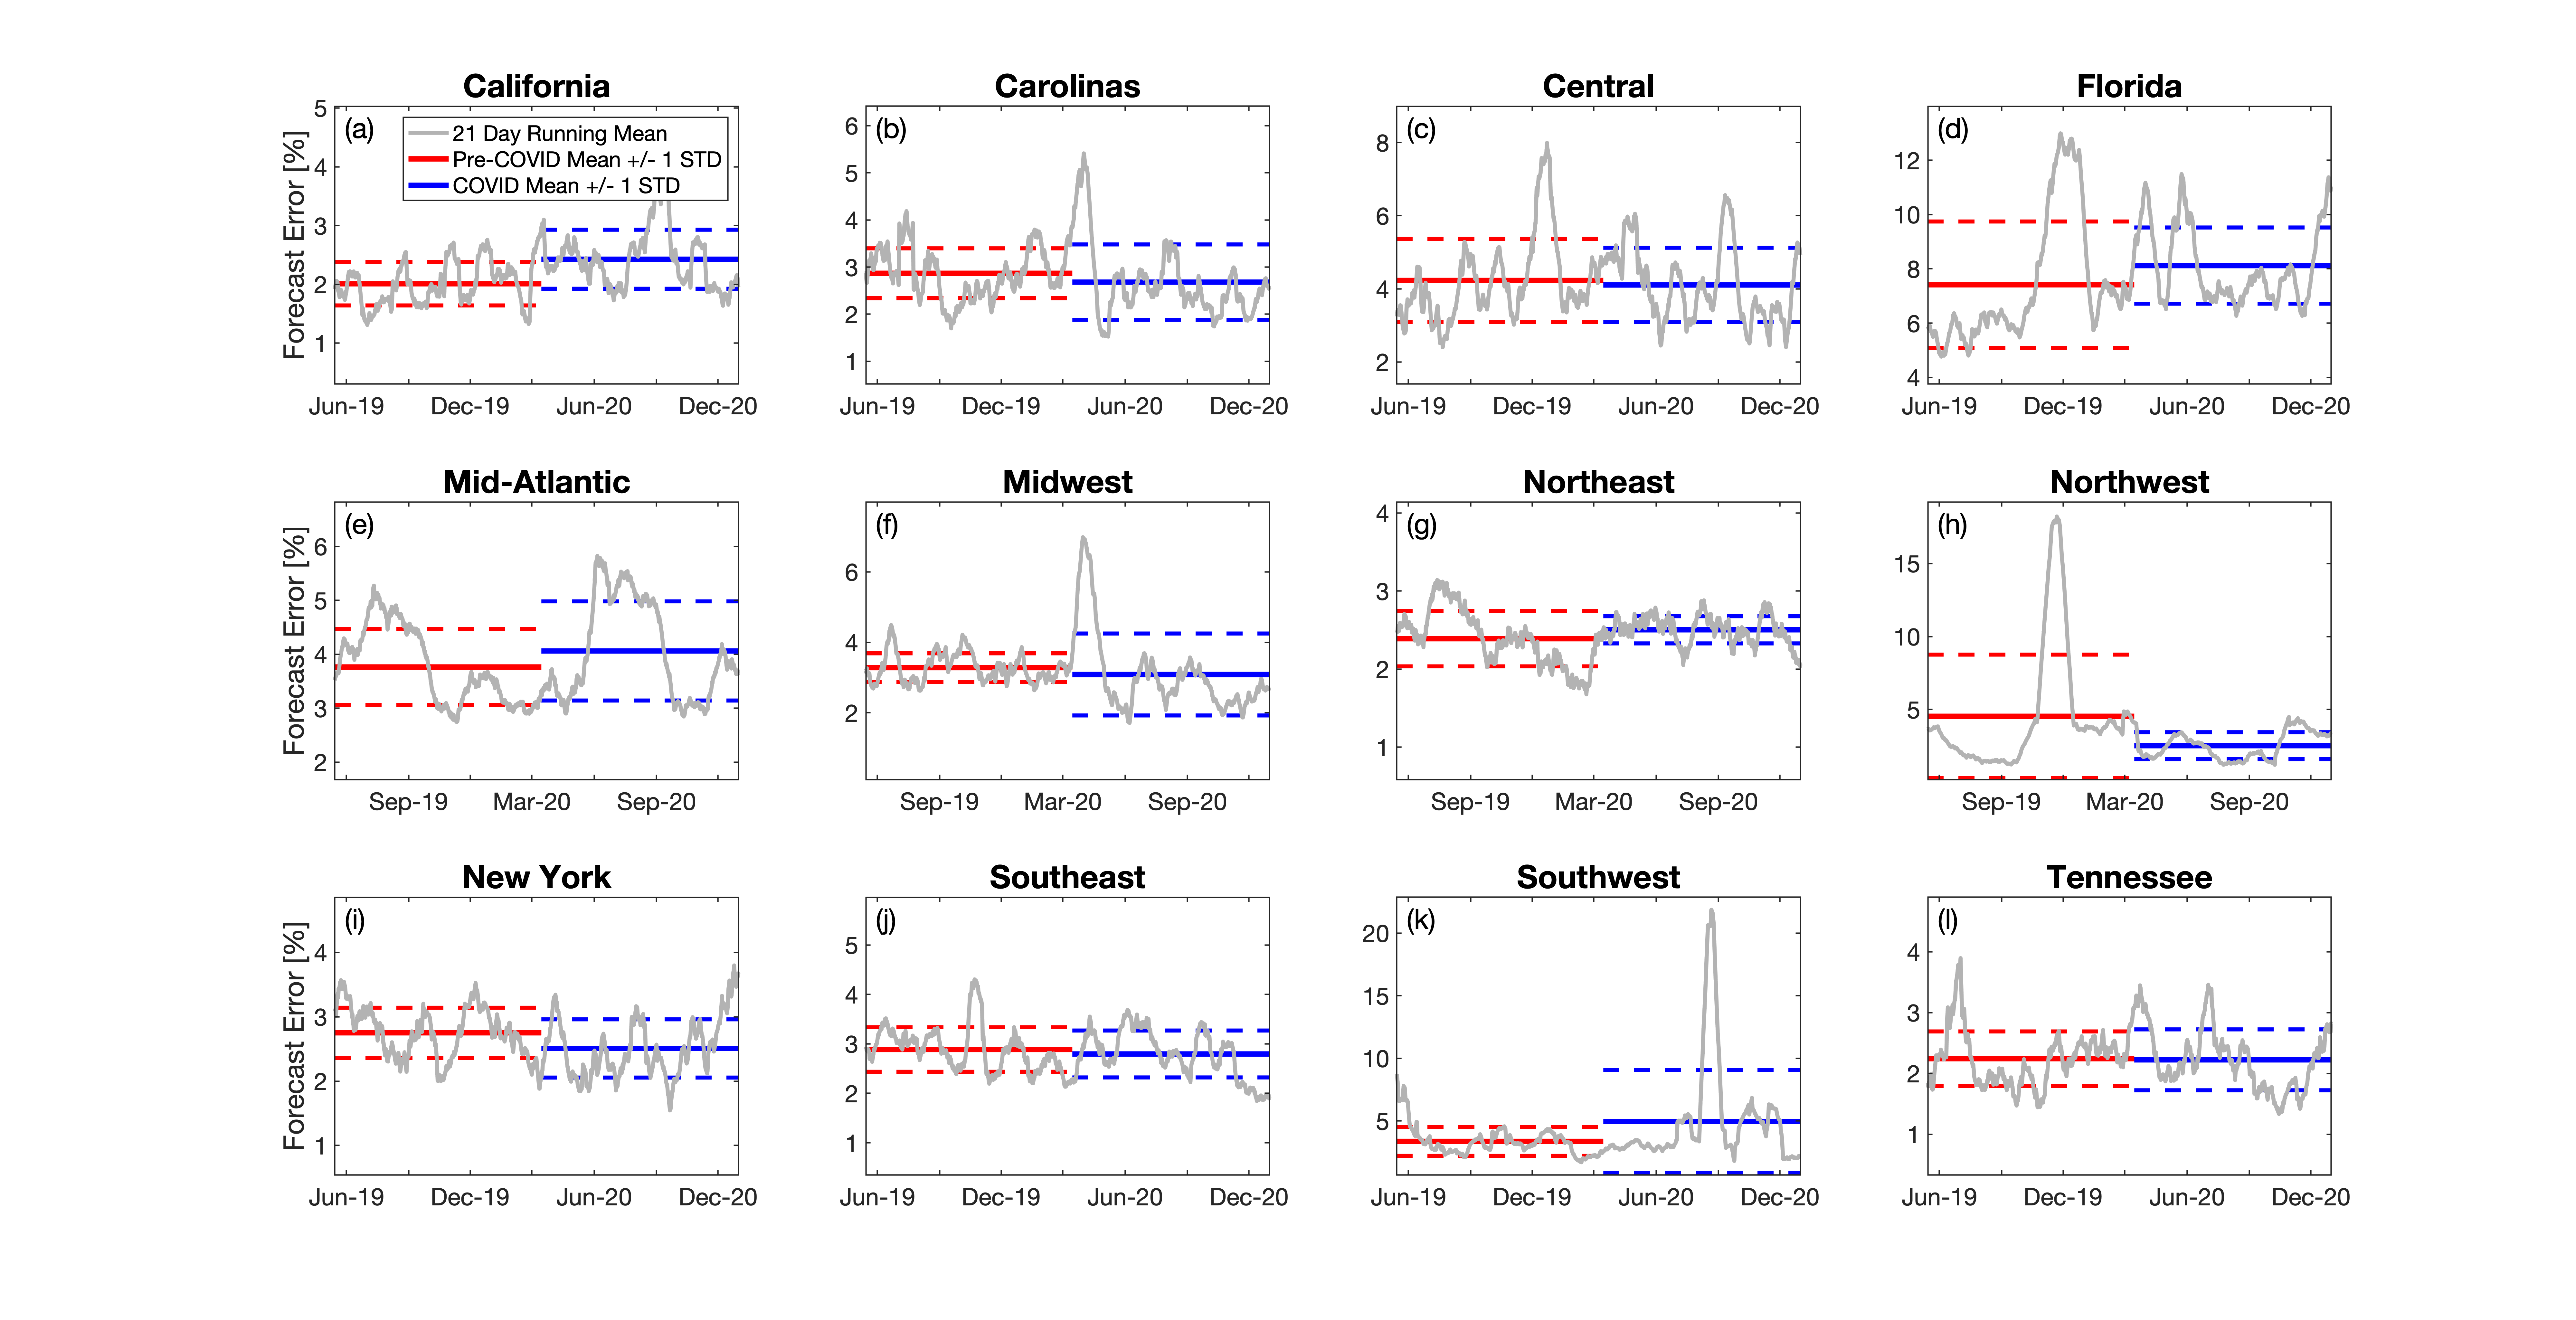 California
Carolinas
Central
Florida
(a)
21 Day Running Mean
Pre-COVID Mean +/- 1 STD
COVID Mean +/- 1 STD
Forecast Error [%]
5
4
3
2
1
Jun-19 Dec-19 Jun-20 Dec-20
(b)
6
5
4
3
2
1
Jun-19 Dec-19 Jun-20 Dec-20
(c)
8
6
4
2
Jun-19 Dec-19 Jun-20 Dec-20
(d)
12
10
8
6
4
Jun-19 Dec-19 Jun-20 Dec-20
Mid-Atlantic
Midwest
Northeast
Northwest
(e)
Forecast Error [%]
6
5
4
3
2
Sep-19 Mar-20 Sep-20
(f)
6
4
2
Sep-19 Mar-20 Sep-20
(g)
4
3
2
1
Sep-19 Mar-20 Sep-20
(h)
15
10
5
Sep-19 Mar-20 Sep-20
New York
Southeast
Southwest
Tennessee
(i)
Forecast Error [%]
4
3
2
1
Jun-19 Dec-19 Jun-20 Dec-20
(j)
5
4
3
2
1
Jun-19 Dec-19 Jun-20 Dec-20
(k)
20
15
10
5
Jun-19 Dec-19 Jun-20 Dec-20
(l)
4
3
2
1
Jun-19 Dec-19 Jun-20 Dec-20